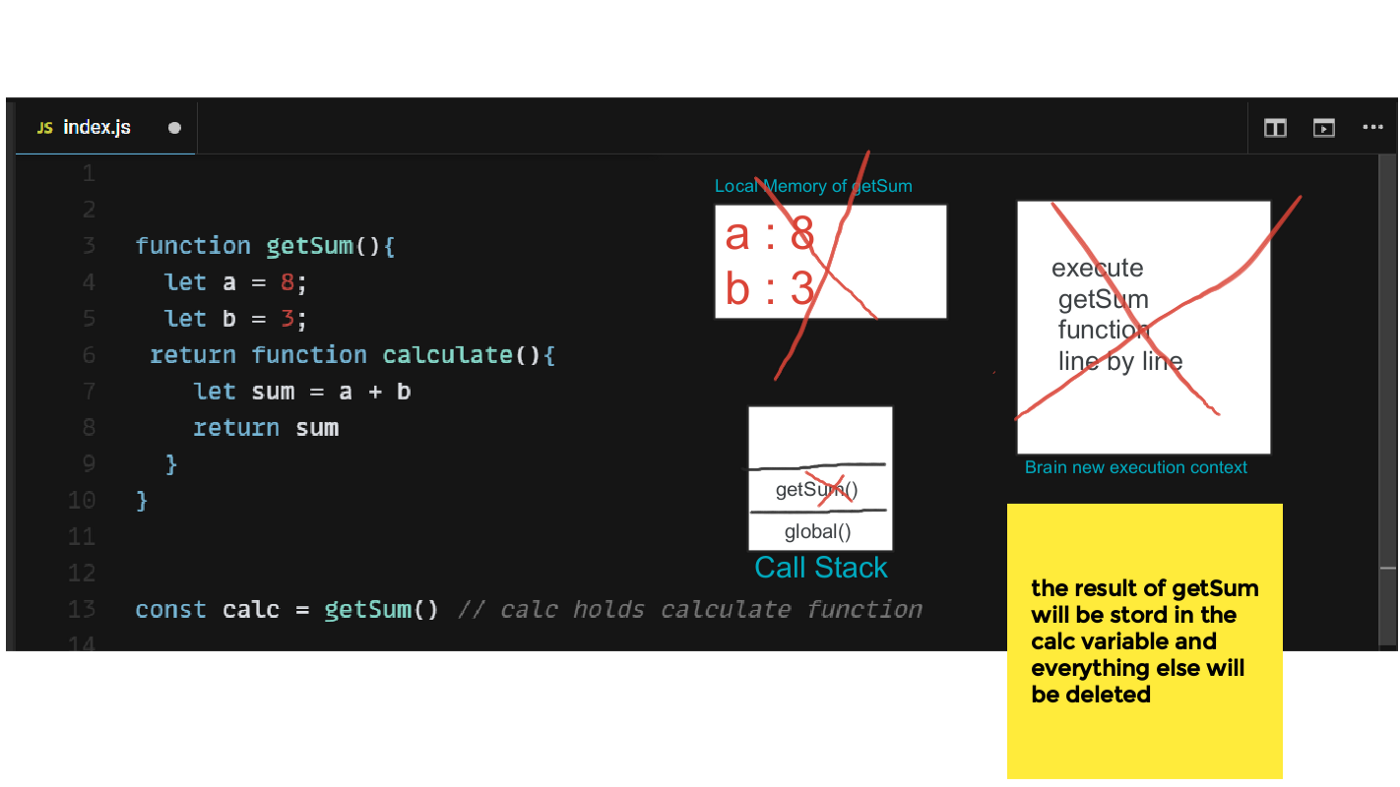 JS index.js
1
2
3 function getSum(){
4 let a = 8;
5 let b = 3;
6 return function calculate(){
7 let sum = a + b
8 return sum
9 }
10 }
11
12
13 const calc = getSum() // calc holds calculate function
14
Local Memory of getSum
a : 8
b : 3
execute
getSum
function
line by line
Brain new execution context
getSum()
global()
Call Stack
the result of getSum
will be stord in the
calc variable and
everything else will
be deleted